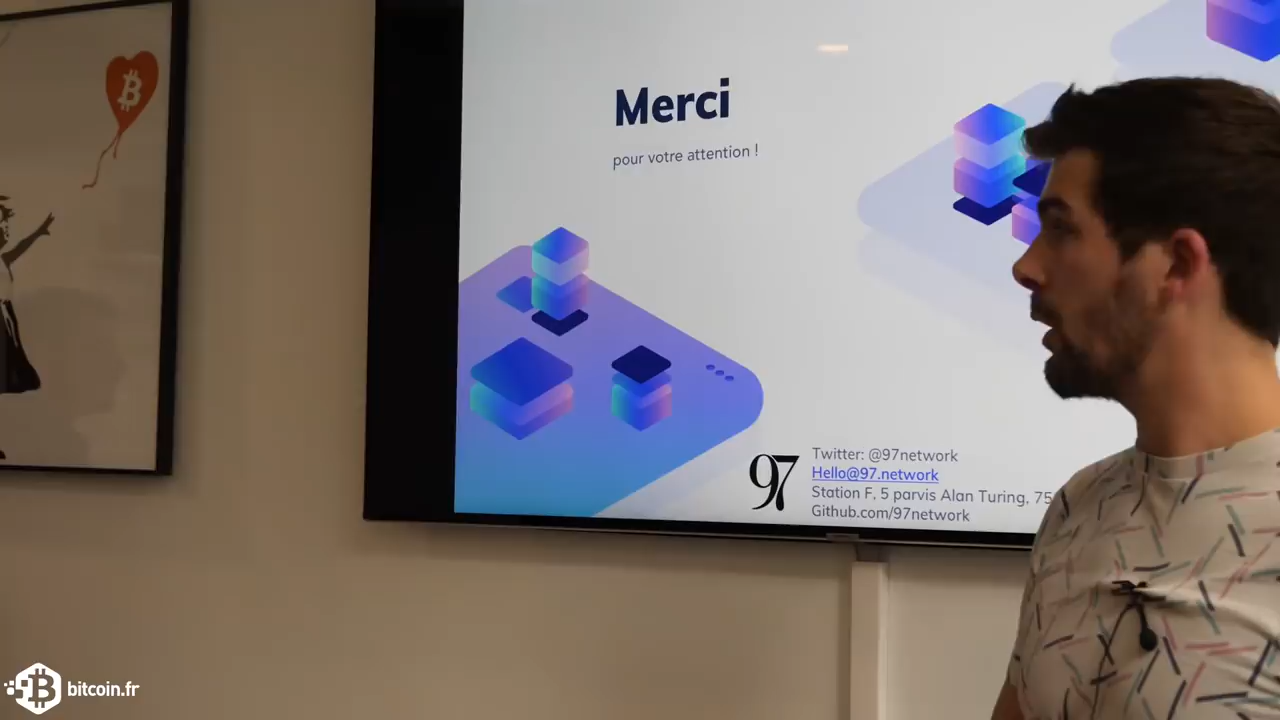 Merci
pour votre attention !
97
Twitter: @97network
Hello@97.network
Station F, 5 parvis Alan Turing, 75
Github.com/97network
bitcoin.fr